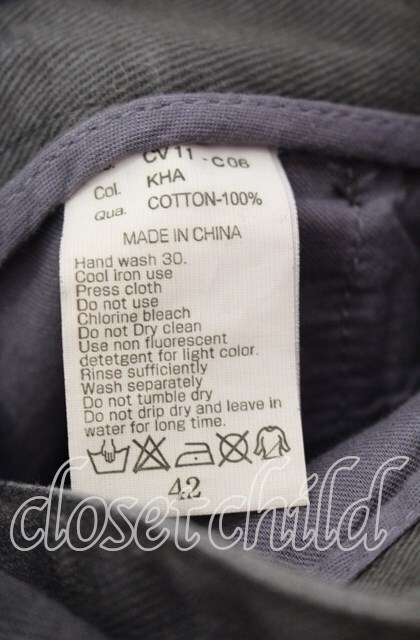 CV11-C06
Col. KHA
Qua. COTTON-100%
MADE IN CHINA
Hand wash 30.
Cool iron use
Press cloth
Do not use
Chlorine bleach
Do not Dry clean
Use non fluorescent
detetgent for light color.
Rinse sufficiently
Wash separately
Do not tumble dry
Do not drip dry and leave in
water for long time.
42
closet child